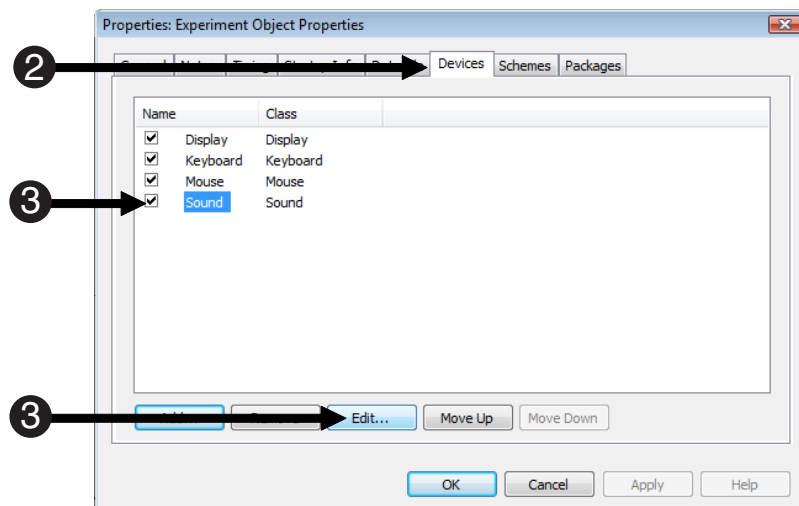 Properties: Experiment Object Properties
2 Devices Schemes Packages
Name Class
Display Display
Keyboard Keyboard
Mouse Mouse
3 Sound Sound
3 Edit... Move Up Move Down
OK Cancel Apply Help